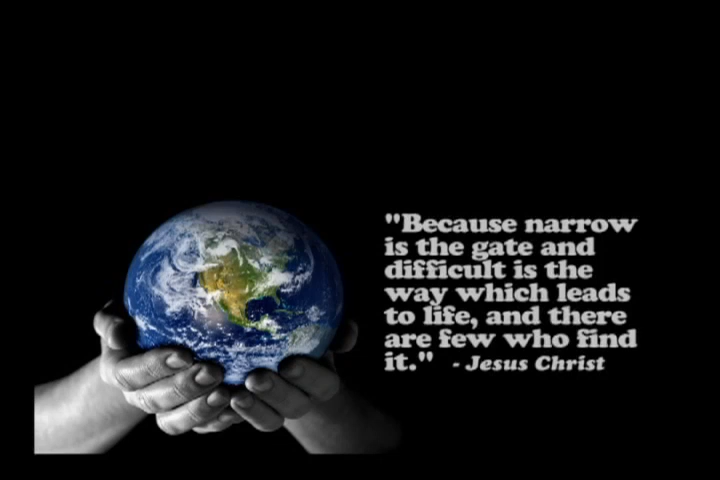 "Because narrow
is the gate and
difficult is the
way which leads
to life, and there
are few who find
it." - Jesus Christ